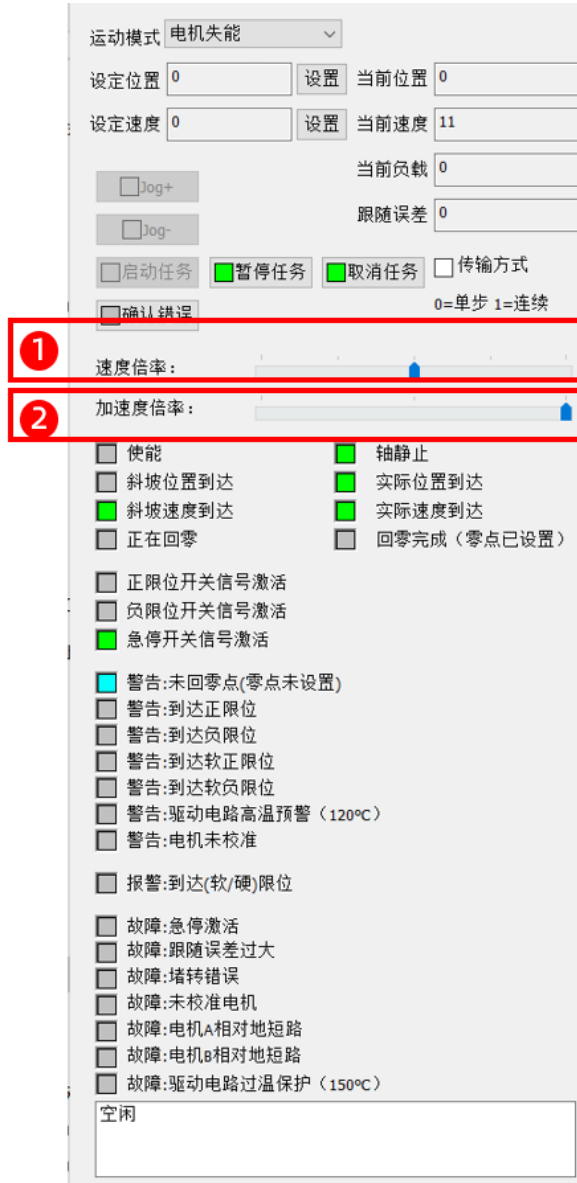 运动模式 电机失能
设定位置 0 设置 当前位置 0
设定速度 0 设置 当前速度 11
当前负载 0
Jog+
跟随误差 0
Jog-
启动任务 暂停任务 取消任务 传输方式
确认错误 0=单步 1=连续
1 速度倍率:
2 加速度倍率:
使能 轴静止
斜坡位置到达 实际位置到达
斜坡速度到达 实际速度到达
正在回零 回零完成（零点已设置）
正限位开关信号激活
负限位开关信号激活
急停开关信号激活
警告:未回零点(零点未设置)
警告:到达正限位
警告:到达负限位
警告:到达软正限位
警告:到达软负限位
警告:驱动电路高温预警（120ºC）
警告:电机未校准
报警:到达(软/硬)限位
故障:急停激活
故障:跟随误差过大
故障:堵转错误
故障:未校准电机
故障:电机A相对地短路
故障:电机B相对地短路
故障:驱动电路过温保护（150ºC）
空闲